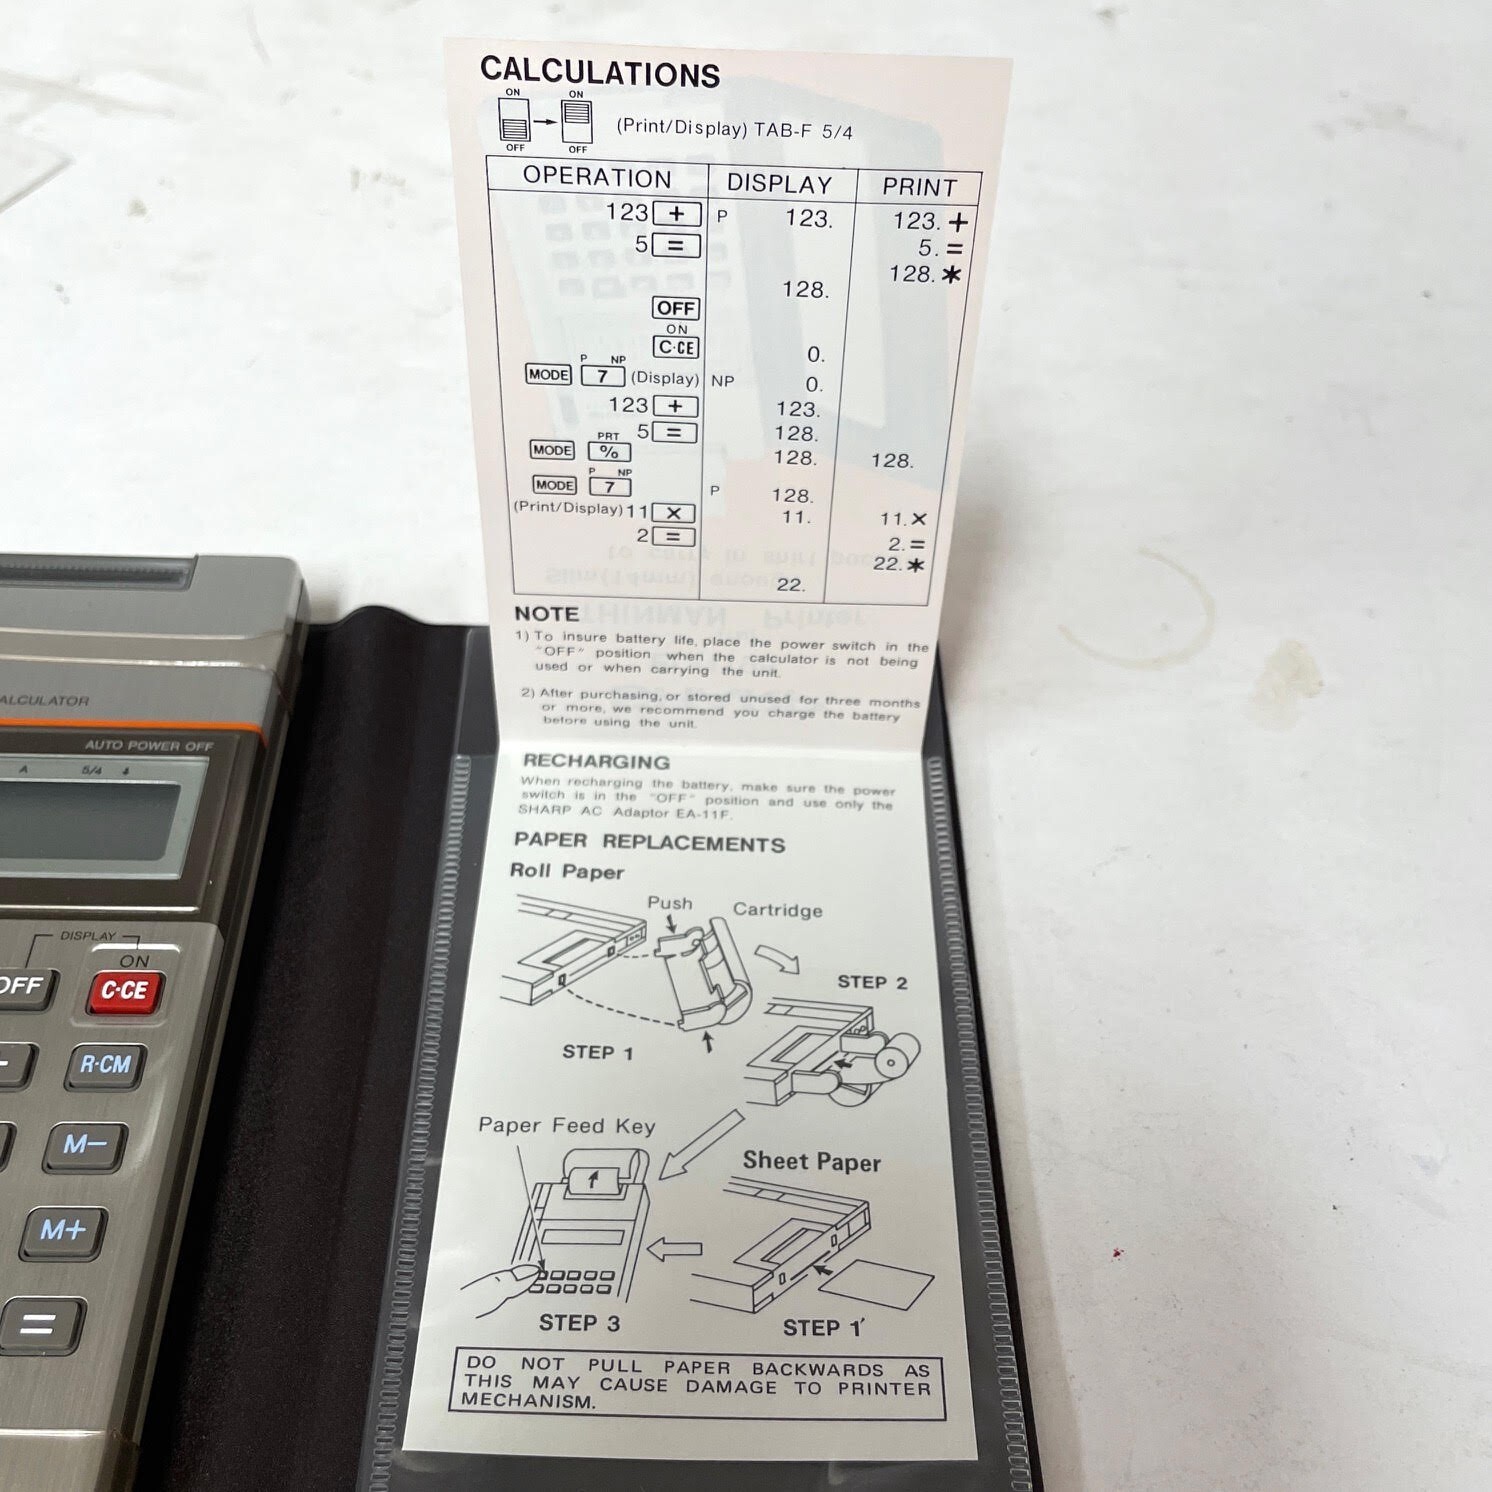 CALCULATIONS
ON ON
OFF OFF
(Print/Display) TAB-F 5/4
OPERATION DISPLAY PRINT
123 + P 123. 123. +
5 = 5. =
128. *
128.
OFF
ON
C·CE 0.
P NP
MODE 7 (Display) NP 0.
123 + 123.
5 = 128.
PRT
MODE % 128. 128.
P NP
MODE 7 P 128.
(Print/Display) 11 × 11. 11. ×
2 = 2. =
22. *
22.
NOTE
1) To insure battery life, place the power switch in the
"OFF" position when the calculator is not being
used or when carrying the unit.
2) After purchasing, or stored unused for three months
or more, we recommend you charge the battery
before using the unit.
RECHARGING
When recharging the battery, make sure the power
switch is in the "OFF" position and use only the
SHARP AC Adaptor EA-11F.
PAPER REPLACEMENTS
Roll Paper
Push Cartridge
STEP 2
STEP 1
Paper Feed Key
Sheet Paper
STEP 3
STEP 1'
DO NOT PULL PAPER BACKWARDS AS
THIS MAY CAUSE DAMAGE TO PRINTER
MECHANISM.
ALCULATOR
AUTO POWER OFF
A 5/4 ↓
DISPLAY
ON
OFF C·CE
− R·CM
M−
M+
=